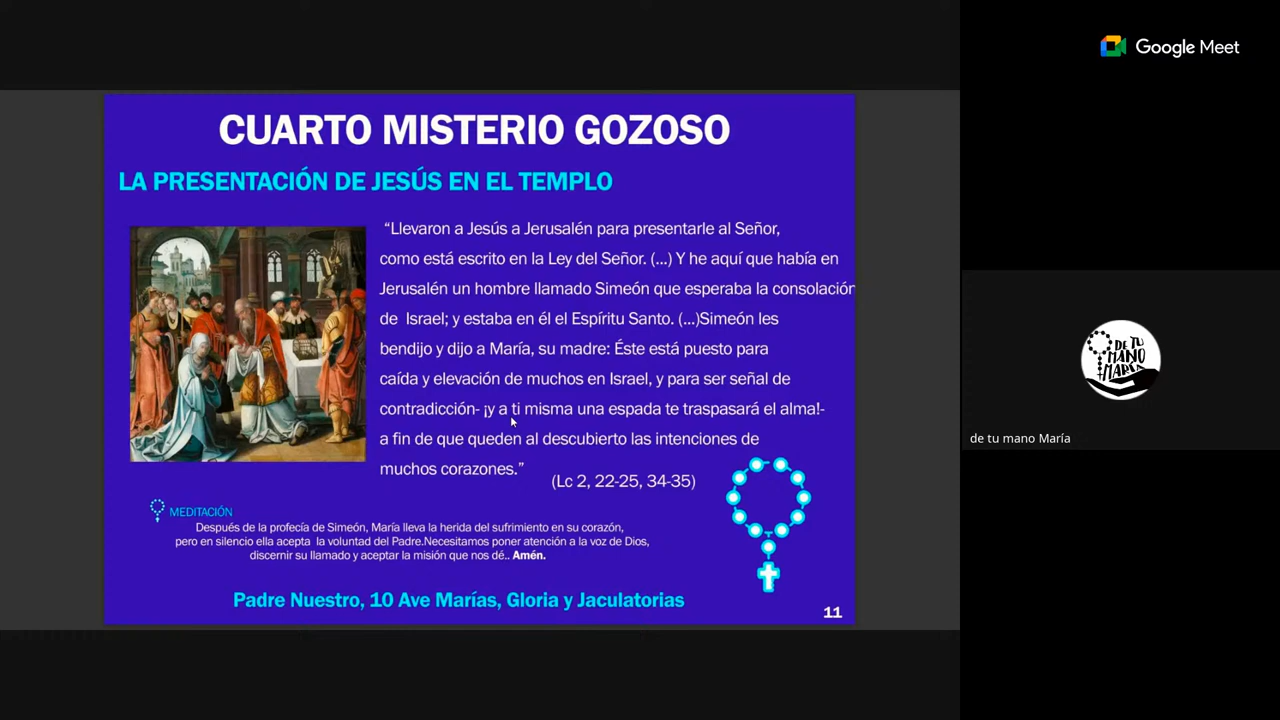 Google Meet
CUARTO MISTERIO GOZOSO
LA PRESENTACIÓN DE JESÚS EN EL TEMPLO
“Llevaron a Jesús a Jerusalén para presentarle al Señor,
como está escrito en la Ley del Señor. (...) Y he aquí que había en
Jerusalén un hombre llamado Simeón que esperaba la consolación
de Israel; y estaba en él el Espíritu Santo. (...)Simeón les
bendijo y dijo a María, su madre: Éste está puesto para
caída y elevación de muchos en Israel, y para ser señal de
contradicción- ¡y a ti misma una espada te traspasará el alma!-
a fin de que queden al descubierto las intenciones de
muchos corazones.”
(Lc 2, 22-25, 34-35)
MEDITACIÓN
Después de la profecía de Simeón, María lleva la herida del sufrimiento en su corazón,
pero en silencio ella acepta la voluntad del Padre.Necesitamos poner atención a la voz de Dios,
discernir su llamado y aceptar la misión que nos dé.. Amén.
Padre Nuestro, 10 Ave Marías, Gloria y Jaculatorias
11
DE TU
MANO
MARÍA
de tu mano María